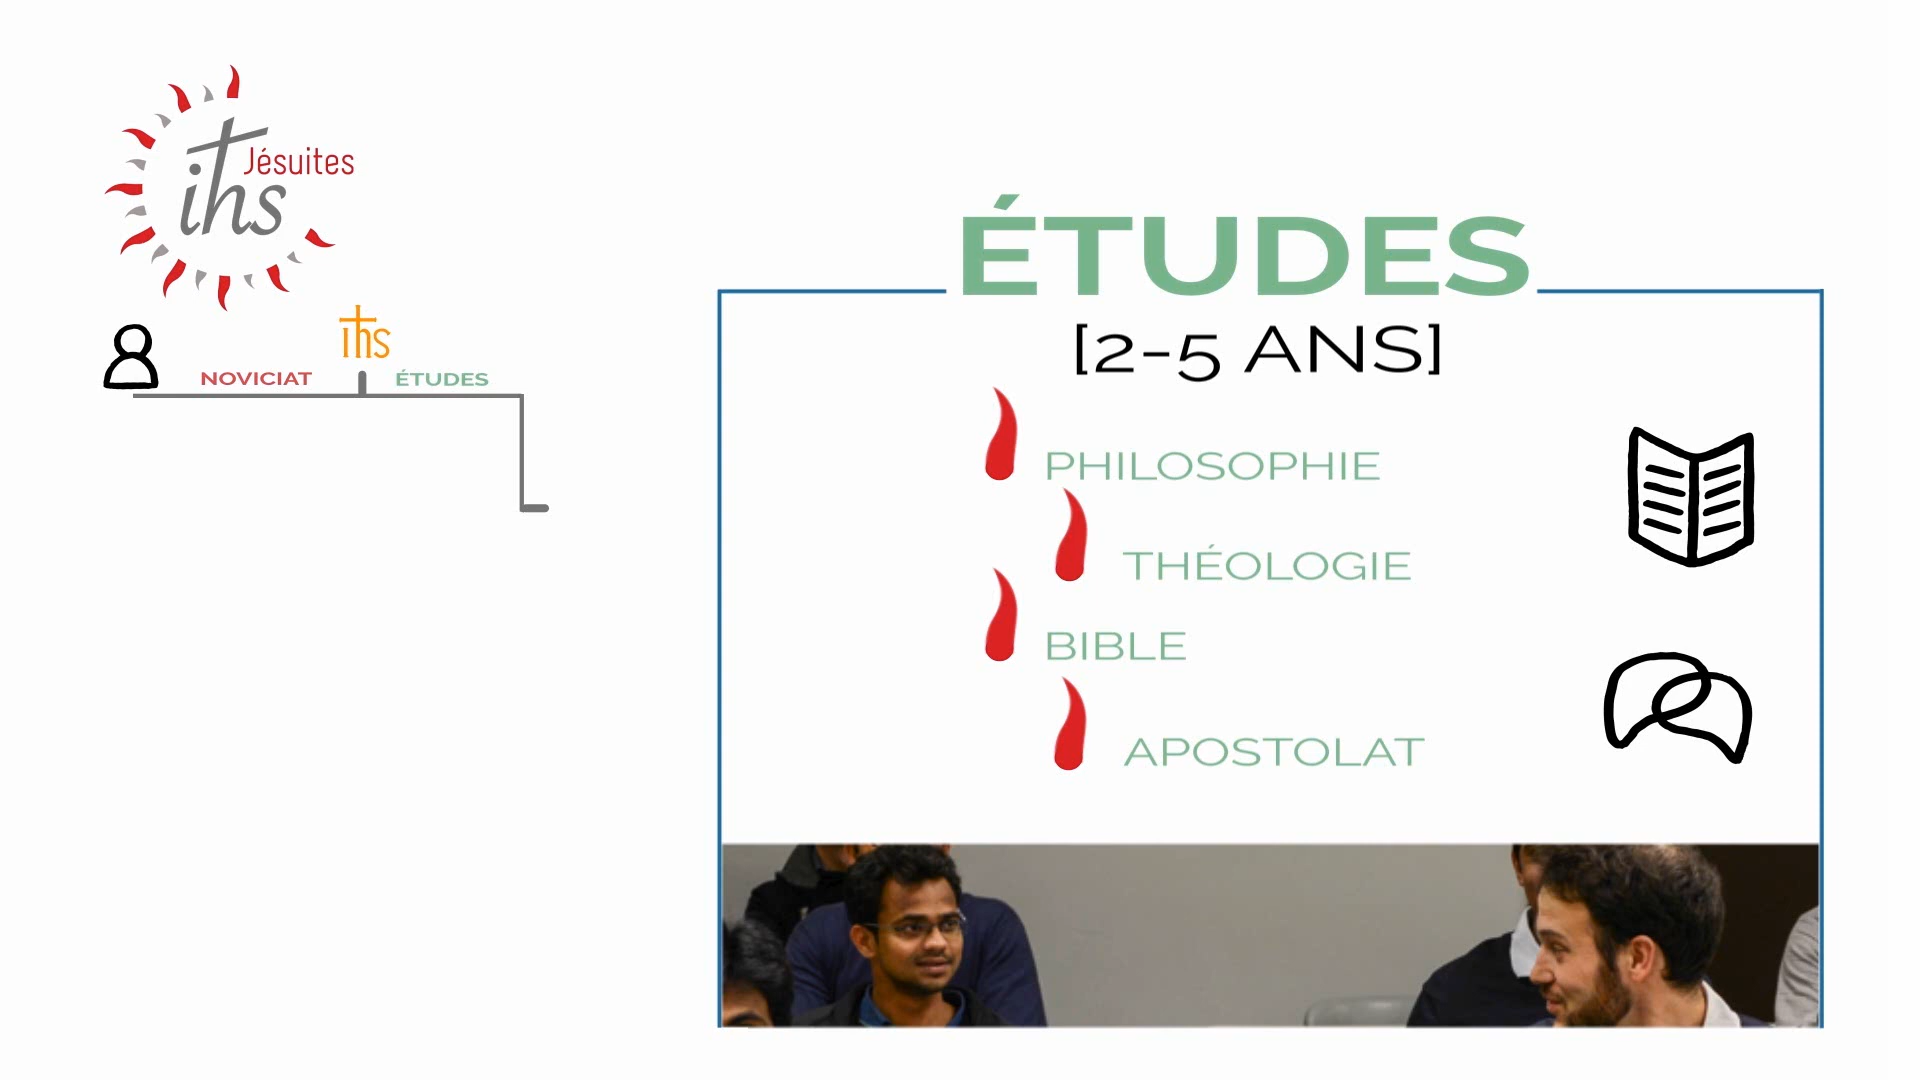 Jésuites
ihs
ihs
NOVICIAT
ÉTUDES
ÉTUDES
[2-5 ANS]
PHILOSOPHIE
THÉOLOGIE
BIBLE
APOSTOLAT